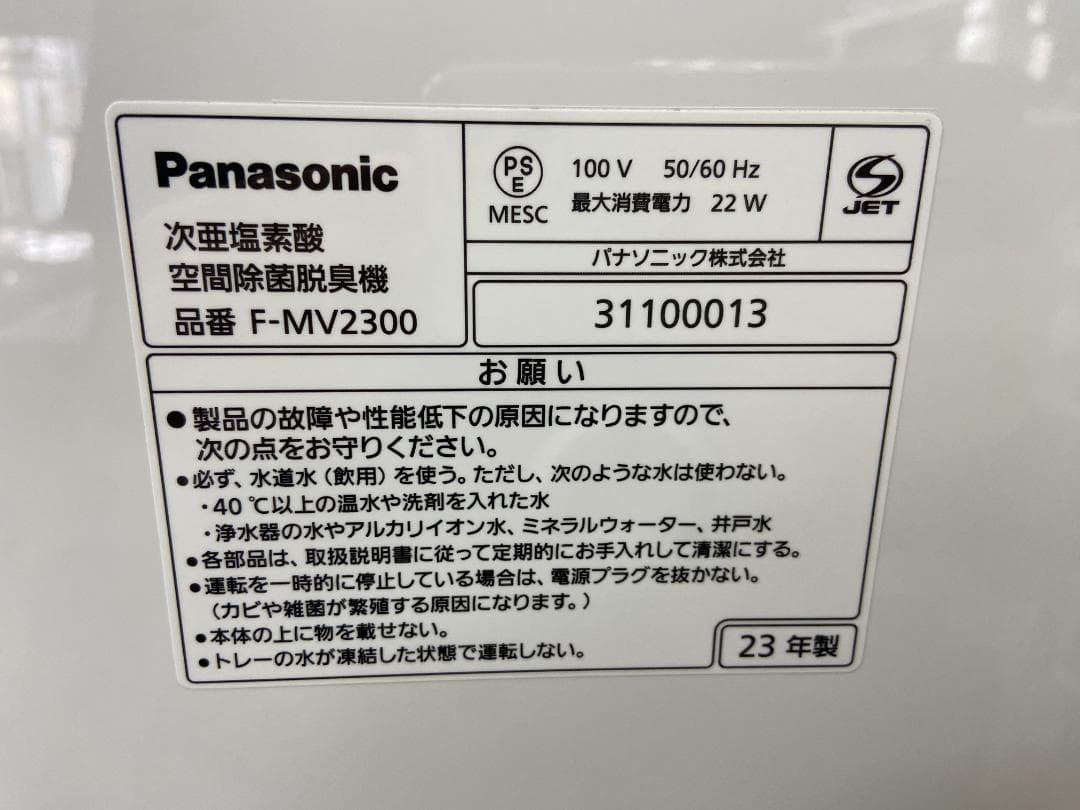 Panasonic
次亜塩素酸
空間除菌脱臭機
品番 F-MV2300
PS
E
MESC
100 V 50/60 Hz
最大消費電力 22 W
JET
パナソニック株式会社
31100013
お願い
●製品の故障や性能低下の原因になりますので、
次の点をお守りください。
●必ず、水道水（飲用）を使う。ただし、次のような水は使わない。
・40 ℃以上の温水や洗剤を入れた水
・浄水器の水やアルカリイオン水、ミネラルウォーター、井戸水
●各部品は、取扱説明書に従って定期的にお手入れして清潔にする。
●運転を一時的に停止している場合は、電源プラグを抜かない。
（カビや雑菌が繁殖する原因になります。）
●本体の上に物を載せない。
●トレーの水が凍結した状態で運転しない。
23 年製